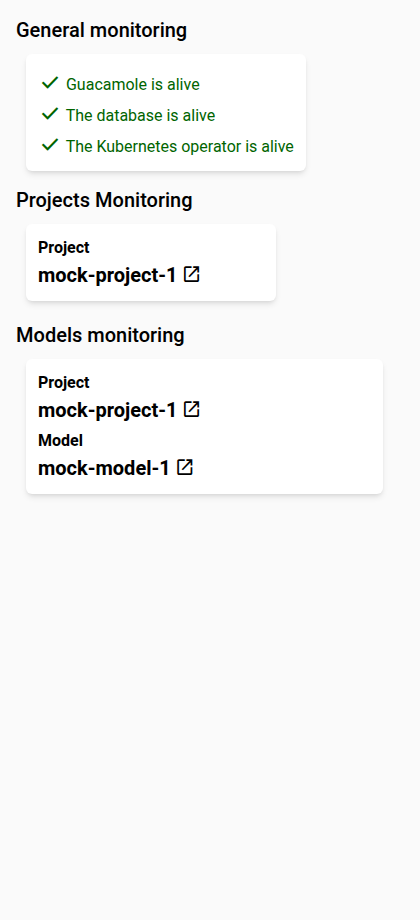 General monitoring
Guacamole is alive
The database is alive
The Kubernetes operator is alive
Projects Monitoring
Project
mock-project-1
Models monitoring
Project
mock-project-1
Model
mock-model-1